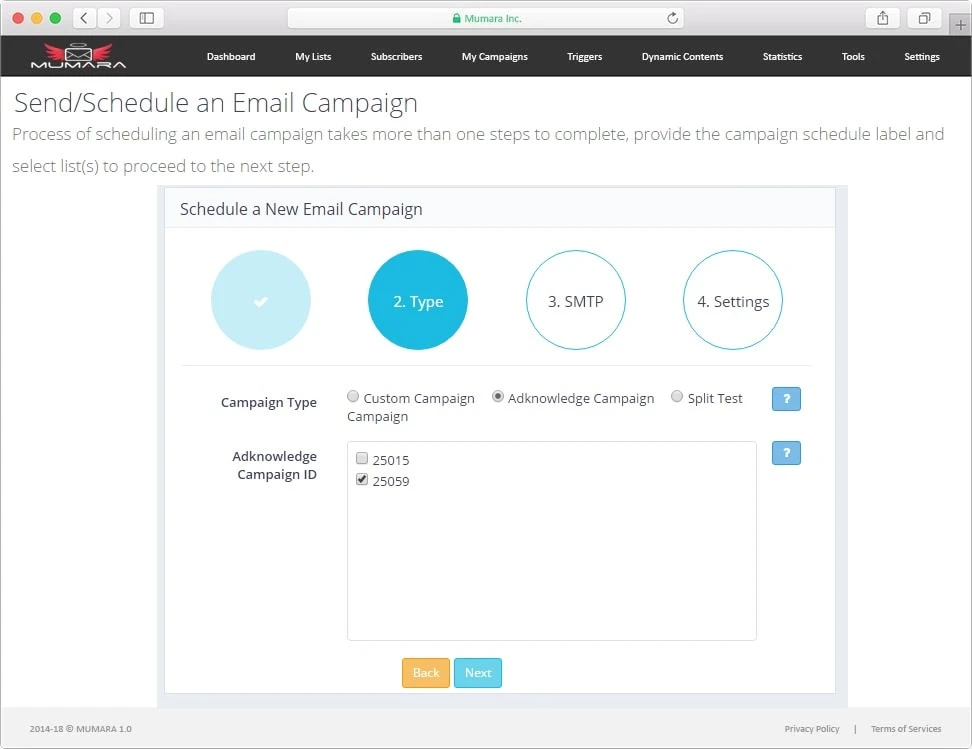 Mumara Inc.
MUMARA
Dashboard My Lists Subscribers My Campaigns Triggers Dynamic Contents Statistics Tools Settings
Send/Schedule an Email Campaign
Process of scheduling an email campaign takes more than one steps to complete, provide the campaign schedule label and
select list(s) to proceed to the next step.
Schedule a New Email Campaign
2. Type 3. SMTP 4. Settings
Campaign Type Custom Campaign Adknowledge Campaign Split Test ?
Campaign
Adknowledge ?
Campaign ID
25015
25059
Back Next
2014-18 © MUMARA 1.0 Privacy Policy | Terms of Services